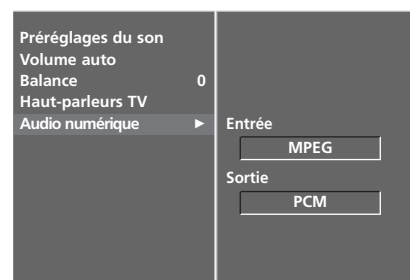 Préréglages du son
Volume auto
Balance 0
Haut-parleurs TV
Audio numérique ►
Entrée
MPEG
Sortie
PCM